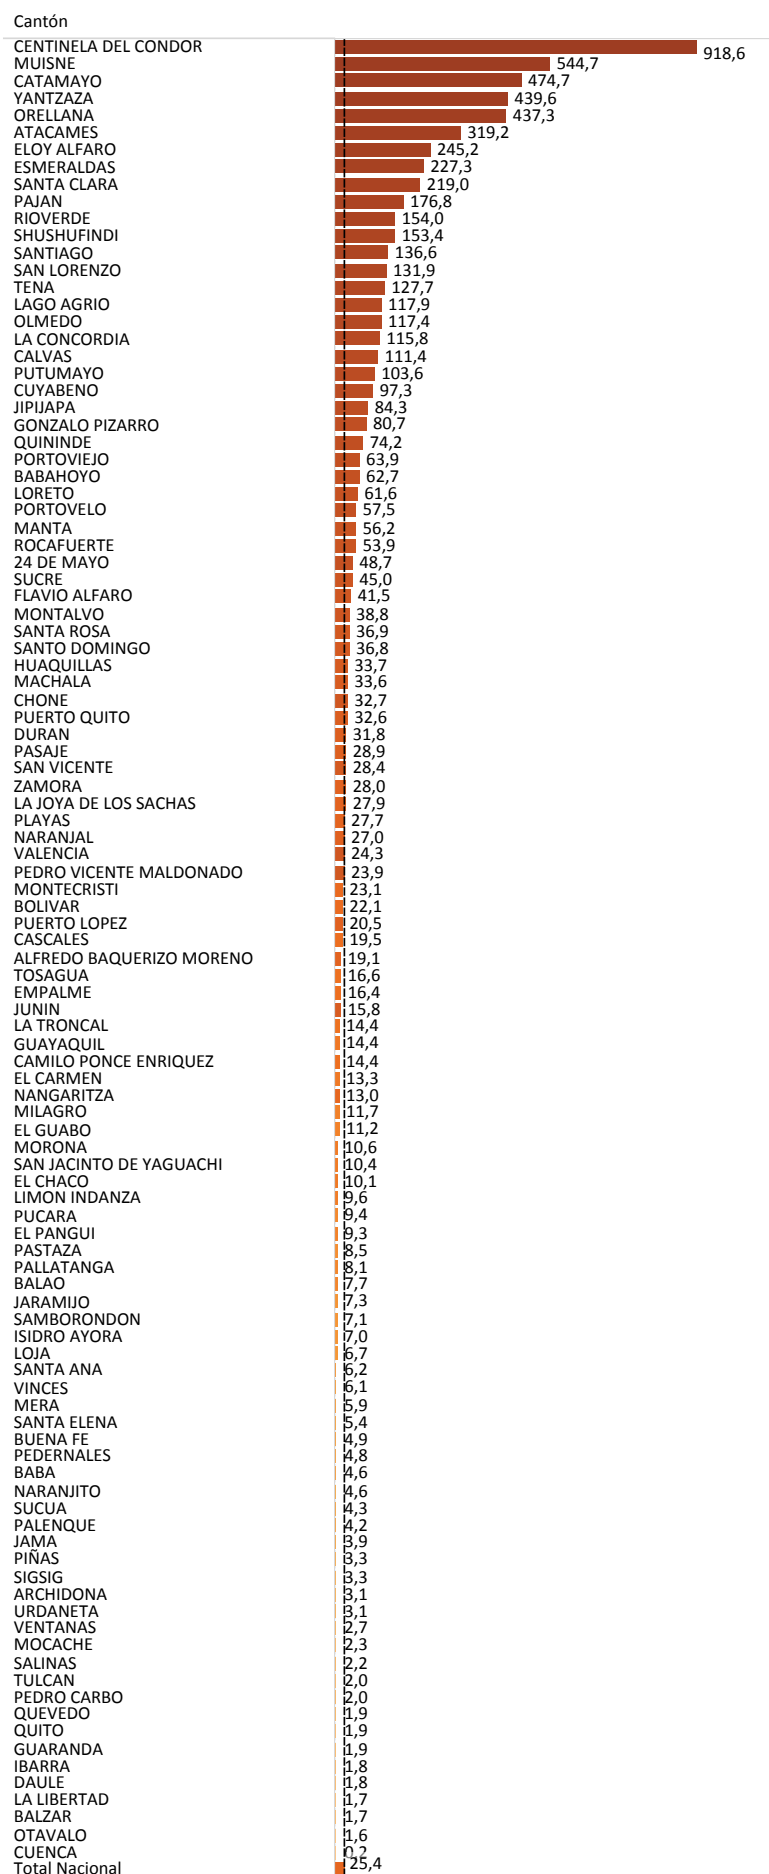 Cantón
CENTINELA DEL CONDOR 918,6
MUISNE 544,7
CATAMAYO 474,7
YANTZAZA 439,6
ORELLANA 437,3
ATACAMES 319,2
ELOY ALFARO 245,2
ESMERALDAS 227,3
SANTA CLARA 219,0
PAJAN 176,8
RIOVERDE 154,0
SHUSHUFINDI 153,4
SANTIAGO 136,6
SAN LORENZO 131,9
TENA 127,7
LAGO AGRIO 117,9
OLMEDO 117,4
LA CONCORDIA 115,8
CALVAS 111,4
PUTUMAYO 103,6
CUYABENO 97,3
JIPIJAPA 84,3
GONZALO PIZARRO 80,7
QUININDE 74,2
PORTOVIEJO 63,9
BABAHOYO 62,7
LORETO 61,6
PORTOVELO 57,5
MANTA 56,2
ROCAFUERTE 53,9
24 DE MAYO 48,7
SUCRE 45,0
FLAVIO ALFARO 41,5
MONTALVO 38,8
SANTA ROSA 36,9
SANTO DOMINGO 36,8
HUAQUILLAS 33,7
MACHALA 33,6
CHONE 32,7
PUERTO QUITO 32,6
DURAN 31,8
PASAJE 28,9
SAN VICENTE 28,4
ZAMORA 28,0
LA JOYA DE LOS SACHAS 27,9
PLAYAS 27,7
NARANJAL 27,0
VALENCIA 24,3
PEDRO VICENTE MALDONADO 23,9
MONTECRISTI 23,1
BOLIVAR 22,1
PUERTO LOPEZ 20,5
CASCALES 19,5
ALFREDO BAQUERIZO MORENO 19,1
TOSAGUA 16,6
EMPALME 16,4
JUNIN 15,8
LA TRONCAL 14,4
GUAYAQUIL 14,4
CAMILO PONCE ENRIQUEZ 14,4
EL CARMEN 13,3
NANGARITZA 13,0
MILAGRO 11,7
EL GUABO 11,2
MORONA 10,6
SAN JACINTO DE YAGUACHI 10,4
EL CHACO 10,1
LIMON INDANZA 9,6
PUCARA 9,4
EL PANGUI 9,3
PASTAZA 8,5
PALLATANGA 8,1
BALAO 7,7
JARAMIJO 7,3
SAMBORONDON 7,1
ISIDRO AYORA 7,0
LOJA 6,7
SANTA ANA 6,2
VINCES 6,1
MERA 5,9
SANTA ELENA 5,4
BUENA FE 4,9
PEDERNALES 4,8
BABA 4,6
NARANJITO 4,6
SUCUA 4,3
PALENQUE 4,2
JAMA 3,9
PIÑAS 3,3
SIGSIG 3,3
ARCHIDONA 3,1
URDANETA 3,1
VENTANAS 2,7
MOCACHE 2,3
SALINAS 2,2
TULCAN 2,0
PEDRO CARBO 2,0
QUEVEDO 1,9
QUITO 1,9
GUARANDA 1,9
IBARRA 1,8
DAULE 1,8
LA LIBERTAD 1,7
BALZAR 1,7
OTAVALO 1,6
CUENCA 0,2
Total Nacional 25,4